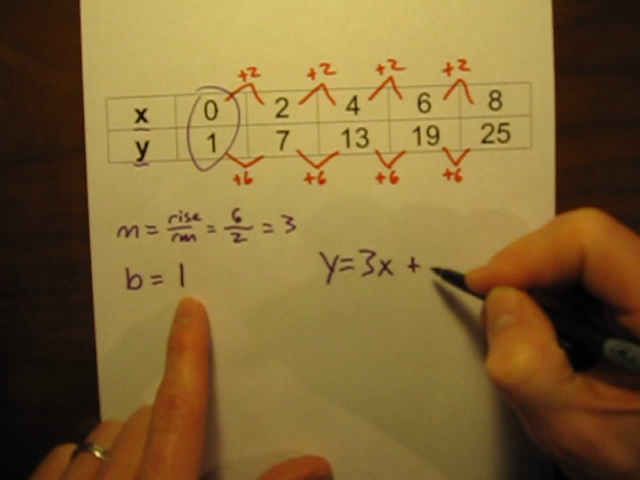 +2 +2 +2 +2
x 0 2 4 6 8
y 1 7 13 19 25
+6 +6 +6 +6
m = rise/run = 6/2 = 3
b = 1
y=3x +